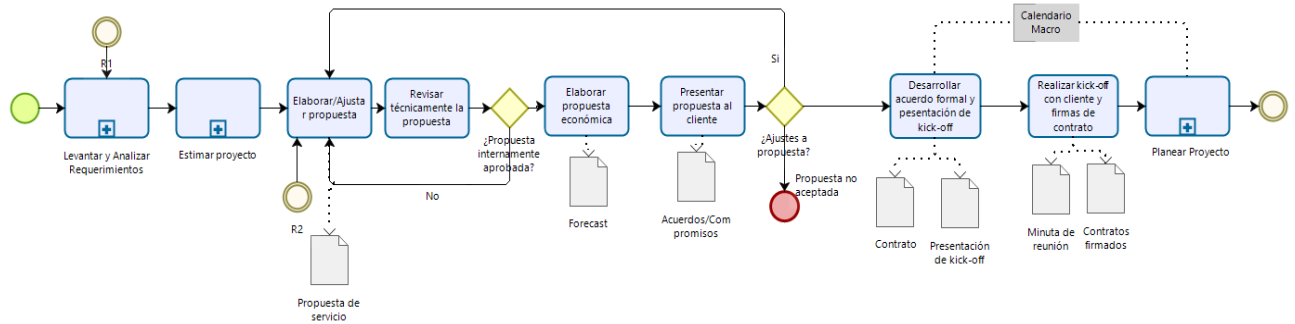 Calendario
Macro
R1
Si
Elaborar/Ajusta
r propuesta
Revisar
técnicamente la
propuesta
Elaborar
propuesta
económica
Presentar
propuesta al
cliente
Desarrollar
acuerdo formal y
pesentación de
kick-off
Realizar kick-off
con cliente y
firmas de
contrato
Levantar y Analizar
Requerimientos
Estimar proyecto
¿Propuesta
internamente
aprobada?
¿Ajustes a
propuesta?
Planear Proyecto
Propuesta no
aceptada
No
R2
Forecast
Acuerdos/Com
promisos
Contrato
Presentación
de kick-off
Minuta de
reunión
Contratos
firmados
Propuesta de
servicio